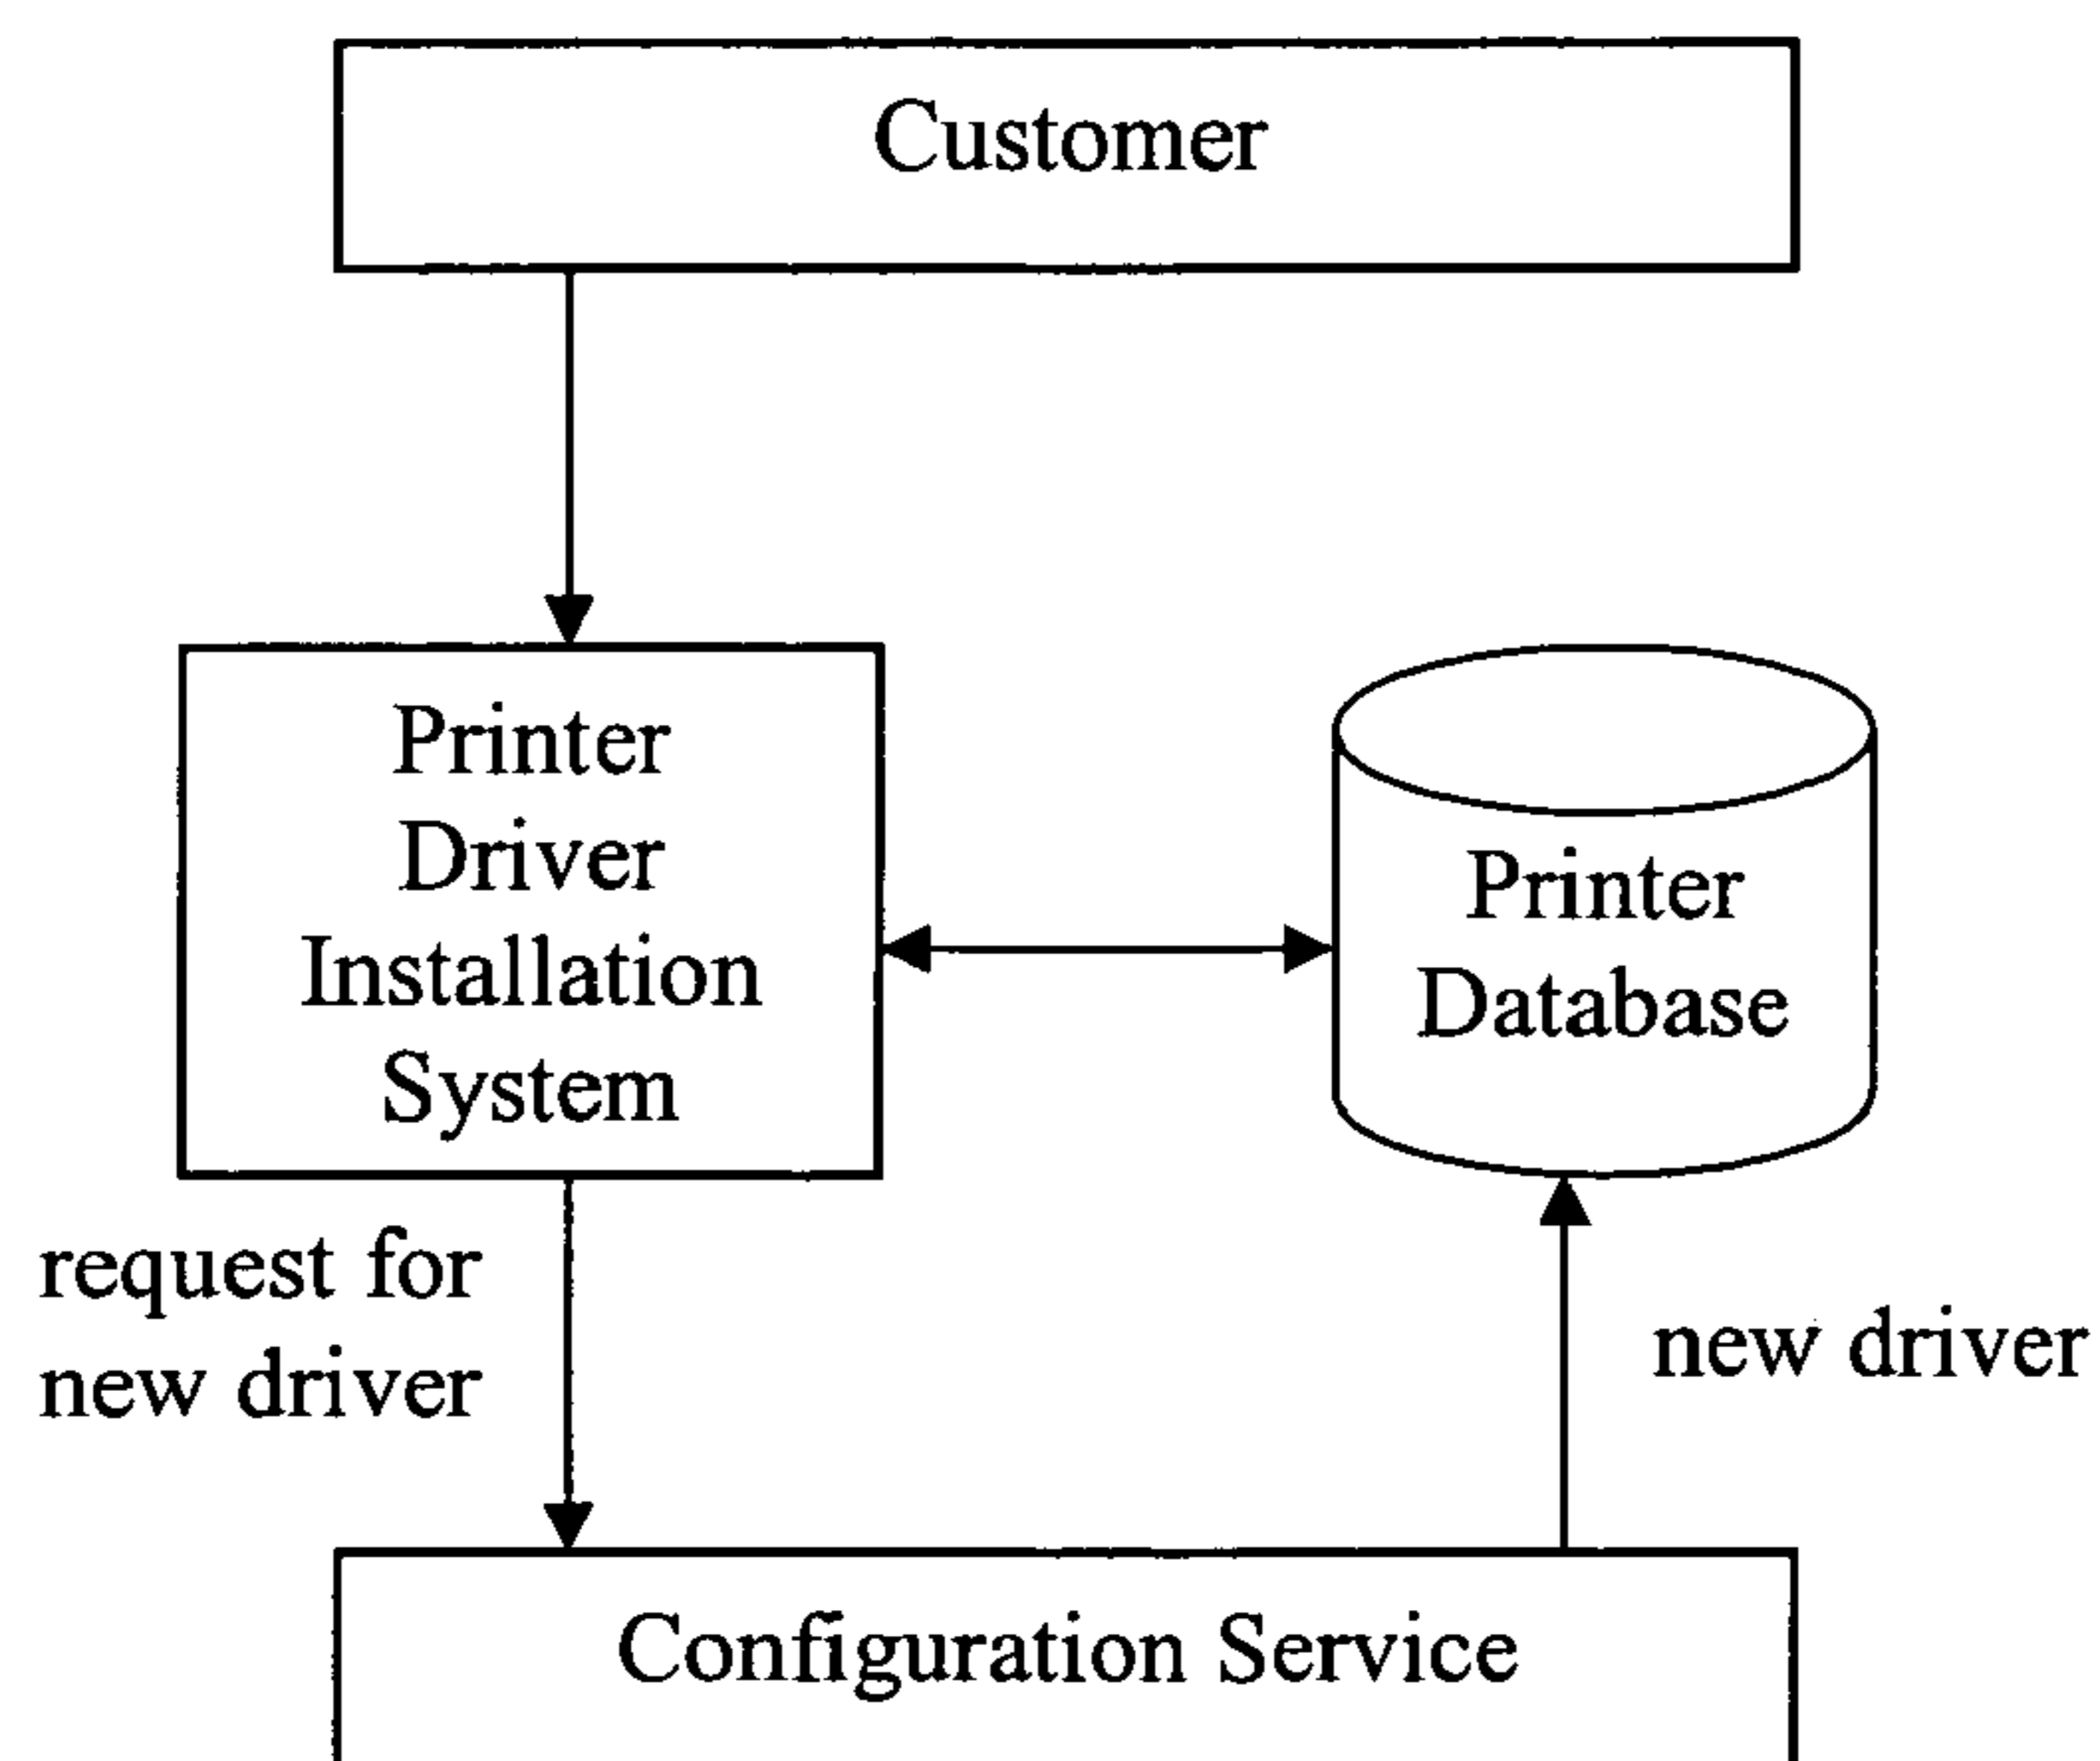 Customer
Printer
Driver
Installation
System
Printer
Database
request for
new driver
new driver
Configuration Service